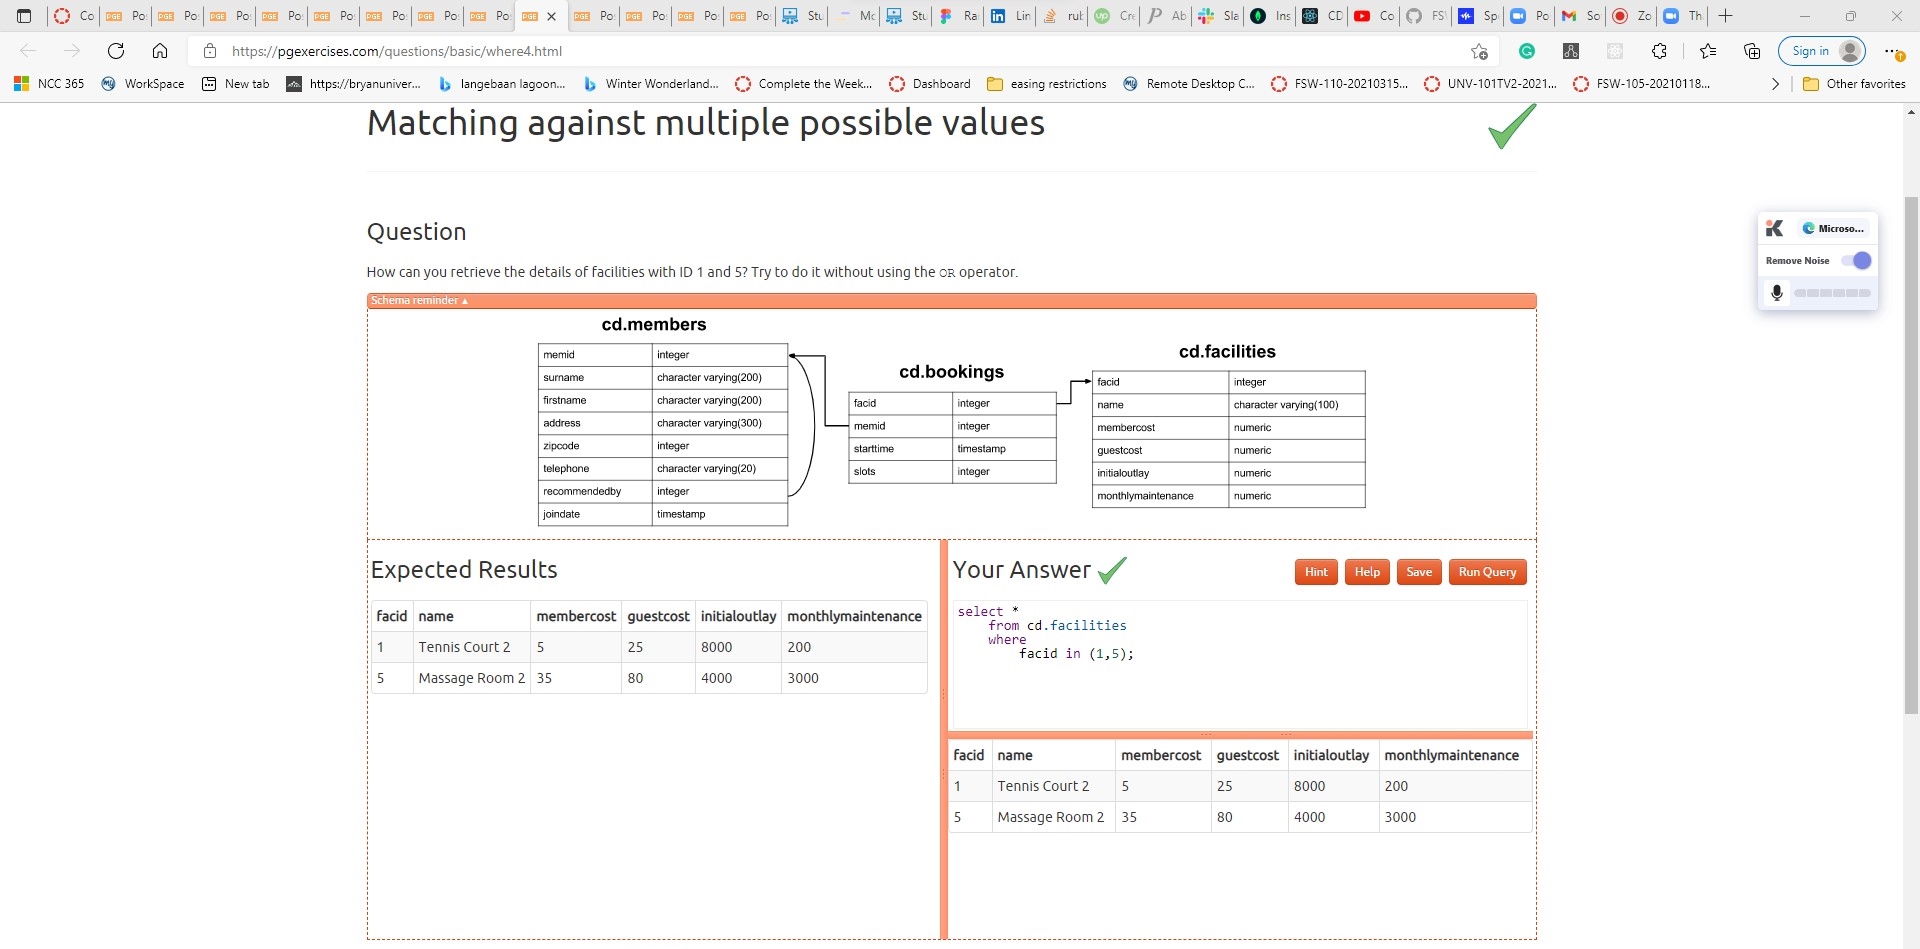 Co
Po
Po
Po
Po
Po
Po
Po
Po
Po
Po
Po
Po
Stu
Mc
Stu
Ra
Lin
rub
Cre
Ab
Sla
Ins
CD
Co
FS
Sp
Po
So
Zo
Th
https://pgexercises.com/questions/basic/where4.html
Sign in
NCC 365
WorkSpace
New tab
https://bryanuniver...
langebaan lagoon...
Winter Wonderland...
Complete the Week...
Dashboard
easing restrictions
Remote Desktop C...
FSW-110-20210315...
UNV-101TV2-2021...
FSW-105-20210118...
Other favorites
Matching against multiple possible values
Question
How can you retrieve the details of facilities with ID 1 and 5? Try to do it without using the OR operator.
Schema reminder ▲
cd.members
memid integer
surname character varying(200)
firstname character varying(200)
address character varying(300)
zipcode integer
telephone character varying(20)
recommendedby integer
joindate timestamp
cd.bookings
facid integer
memid integer
starttime timestamp
slots integer
cd.facilities
facid integer
name character varying(100)
membercost numeric
guestcost numeric
initialoutlay numeric
monthlymaintenance numeric
Microso...
Remove Noise
Expected Results
facid name membercost guestcost initialoutlay monthlymaintenance
1 Tennis Court 2 5 25 8000 200
5 Massage Room 2 35 80 4000 3000
Your Answer
Hint
Help
Save
Run Query
select *
from cd.facilities
where
facid in (1,5);
facid name membercost guestcost initialoutlay monthlymaintenance
1 Tennis Court 2 5 25 8000 200
5 Massage Room 2 35 80 4000 3000